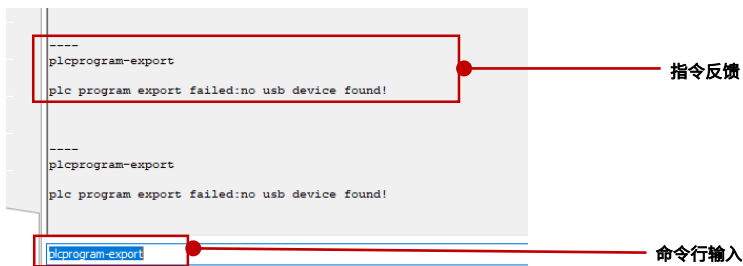 ----
plcprogram-export
plc program export failed:no usb device found!
指令反馈
----
plcprogram-export
plc program export failed:no usb device found!
plcprogram-export
命令行输入